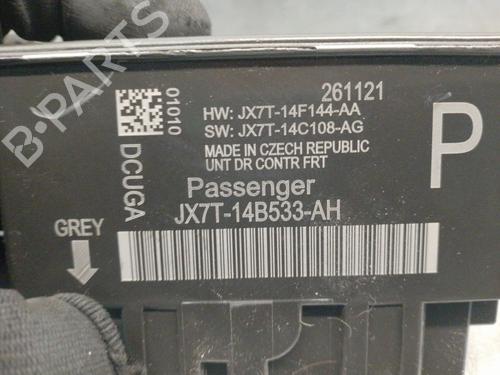 B-PARTS
261121
01010
HW: JX7T-14F144-AA
SW: JX7T-14C108-AG
MADE IN CZECH REPUBLIC
UNT DR CONTR FRT
DCUGA
Passenger
P
JX7T-14B533-AH
GREY